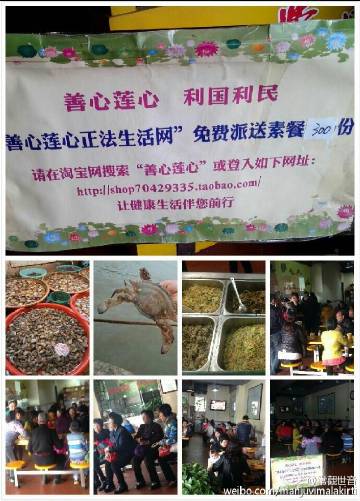 善心莲心 利国利民
善心莲心正法生活网”免费派送素餐 300 份
请在淘宝网搜索“善心莲心”或登入如下网址：
http://shop70429335.taobao.com/
让健康生活伴您前行
weibo.com/manjuvimalakirti